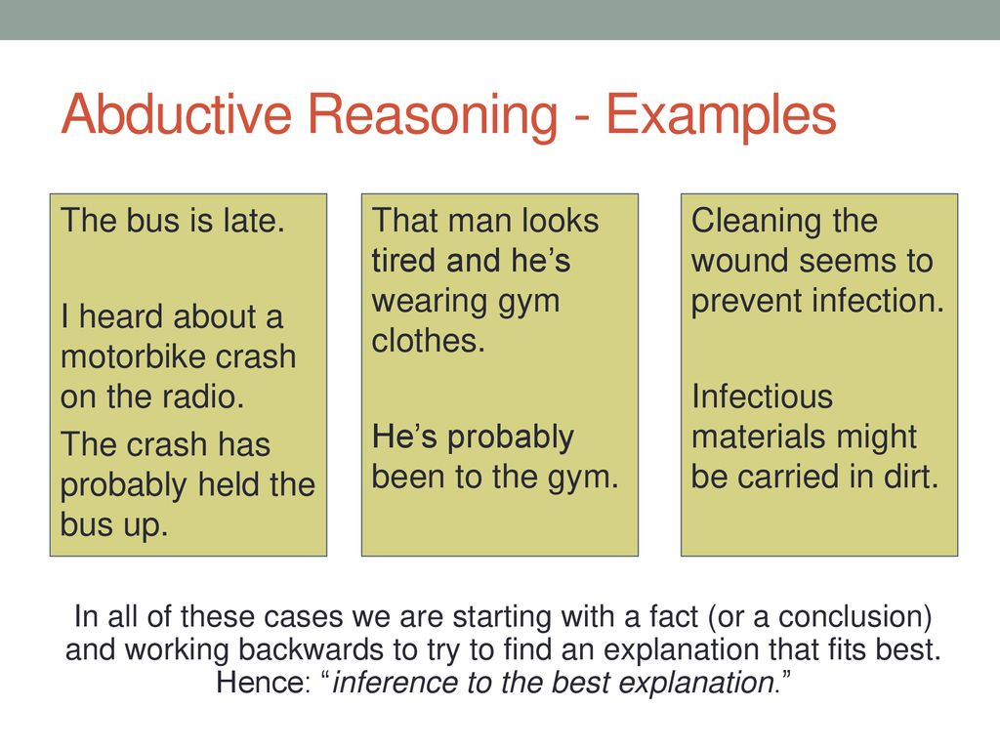 Abductive Reasoning - Examples
The bus is late.
I heard about a
motorbike crash
on the radio.
The crash has
probably held the
bus up.
That man looks
tired and he’s
wearing gym
clothes.
He’s probably
been to the gym.
Cleaning the
wound seems to
prevent infection.
Infectious
materials might
be carried in dirt.
In all of these cases we are starting with a fact (or a conclusion)
and working backwards to try to find an explanation that fits best.
Hence: “inference to the best explanation.”